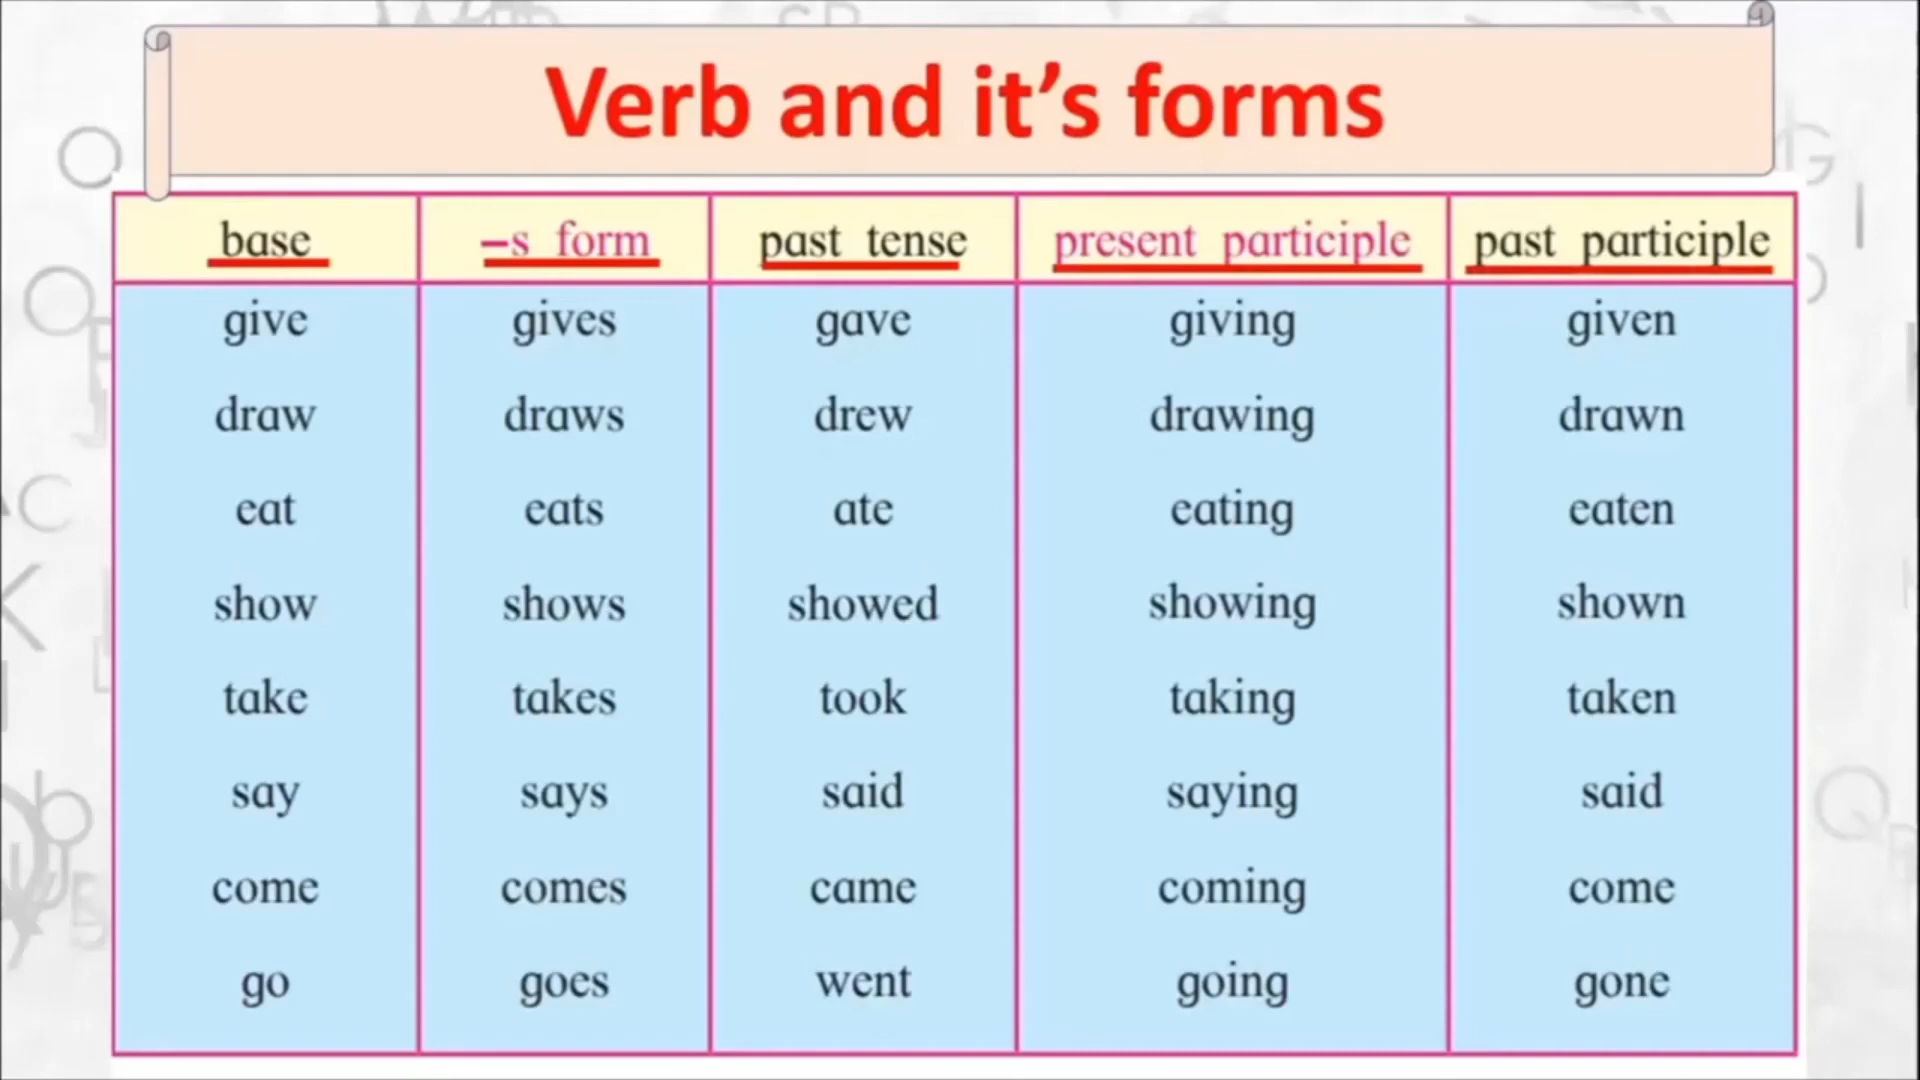 Verb and it's forms
base –s form past tense present participle past participle
give gives gave giving given
draw draws drew drawing drawn
eat eats ate eating eaten
show shows showed showing shown
take takes took taking taken
say says said saying said
come comes came coming come
go goes went going gone